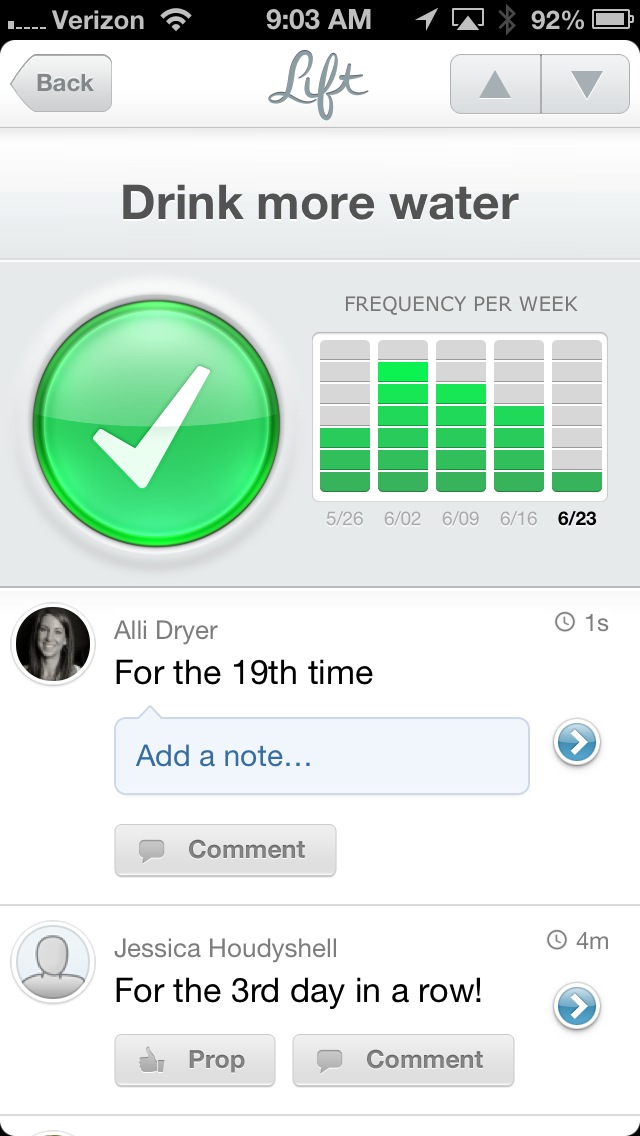 Verizon 9:03 AM 92%
Back Lift
Drink more water
FREQUENCY PER WEEK
5/26 6/02 6/09 6/16 6/23
Alli Dryer 1s
For the 19th time
Add a note…
Comment
Jessica Houdyshell 4m
For the 3rd day in a row!
Prop Comment